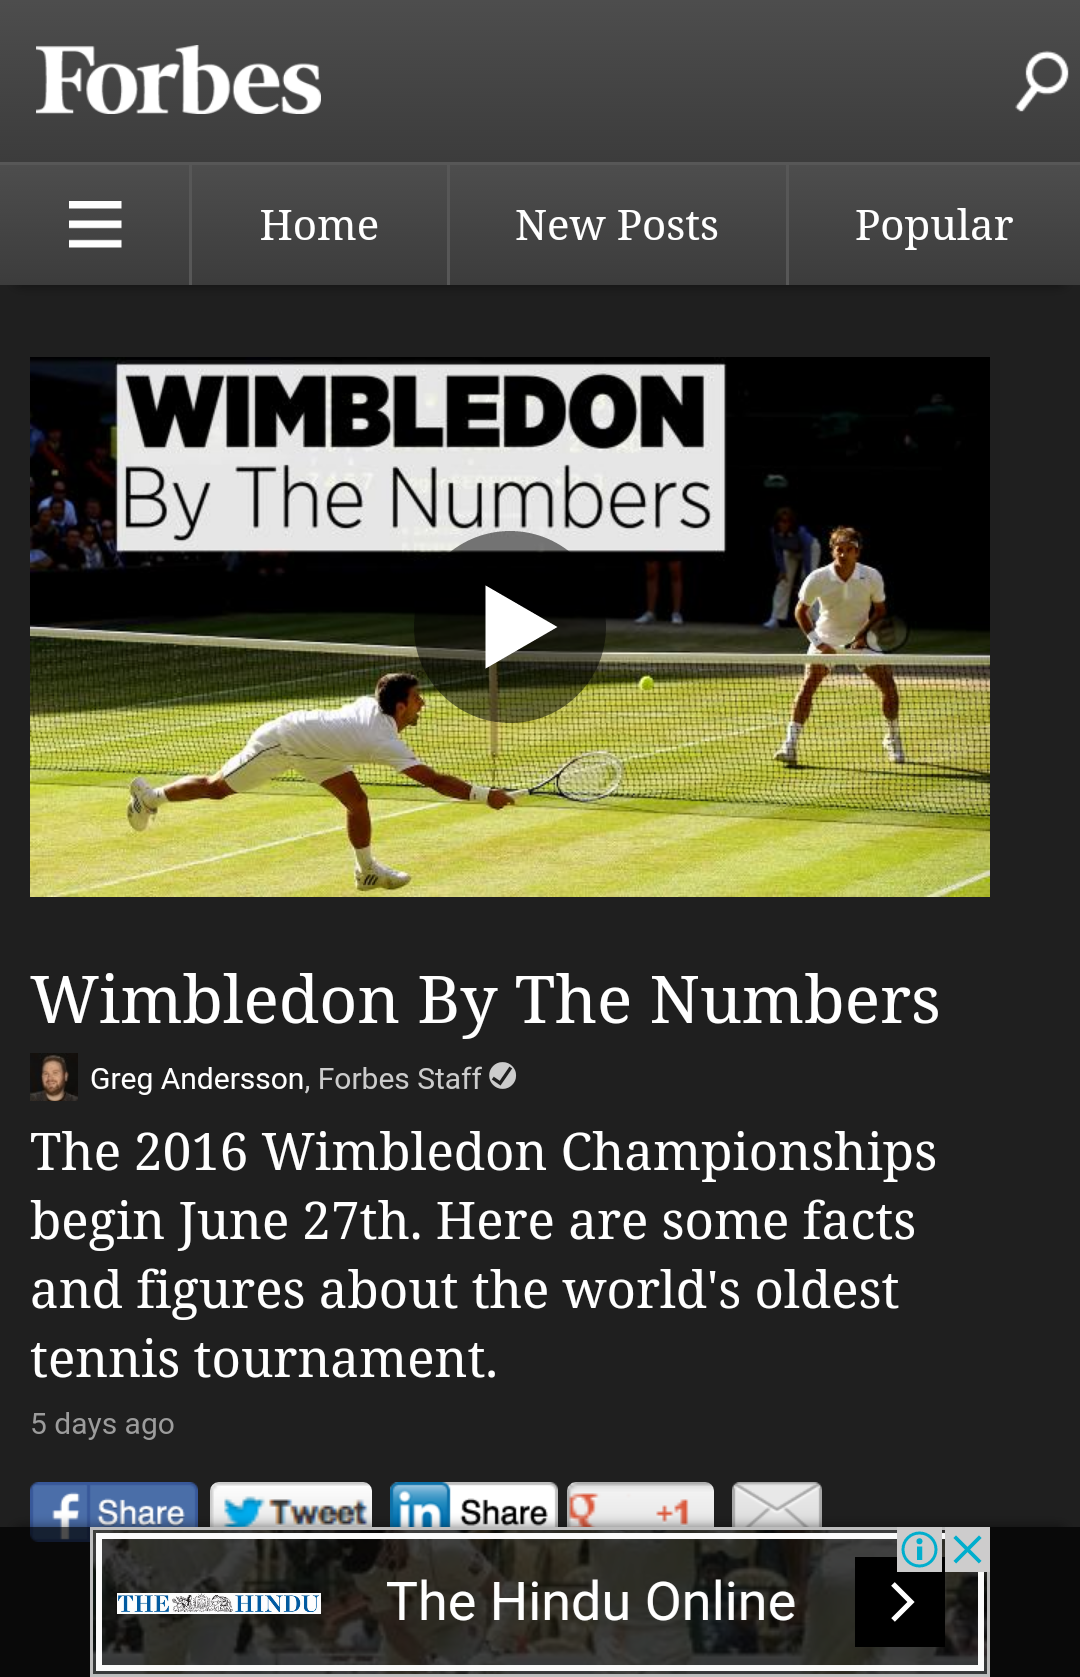 Forbes
Home
New Posts
Popular
WIMBLEDON
By The Numbers
Wimbledon By The Numbers
Greg Andersson, Forbes Staff
The 2016 Wimbledon Championships
begin June 27th. Here are some facts
and figures about the world's oldest
tennis tournament.
5 days ago
f Share
Tweet
in Share
+1
THE HINDU
The Hindu Online